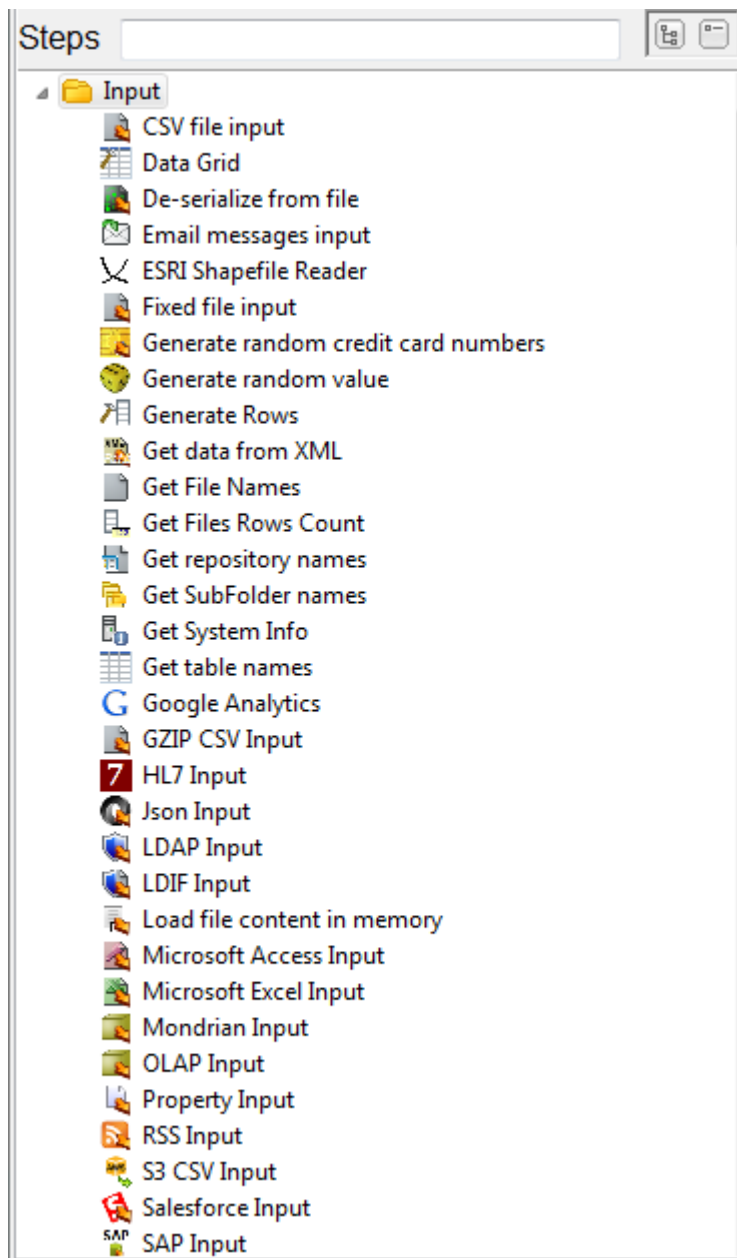 Steps
Input
CSV file input
Data Grid
De-serialize from file
Email messages input
ESRI Shapefile Reader
Fixed file input
Generate random credit card numbers
Generate random value
Generate Rows
Get data from XML
Get File Names
Get Files Rows Count
Get repository names
Get SubFolder names
Get System Info
Get table names
G Google Analytics
GZIP CSV Input
7 HL7 Input
Json Input
LDAP Input
LDIF Input
Load file content in memory
Microsoft Access Input
Microsoft Excel Input
Mondrian Input
OLAP Input
Property Input
RSS Input
S3 CSV Input
Salesforce Input
SAP SAP Input